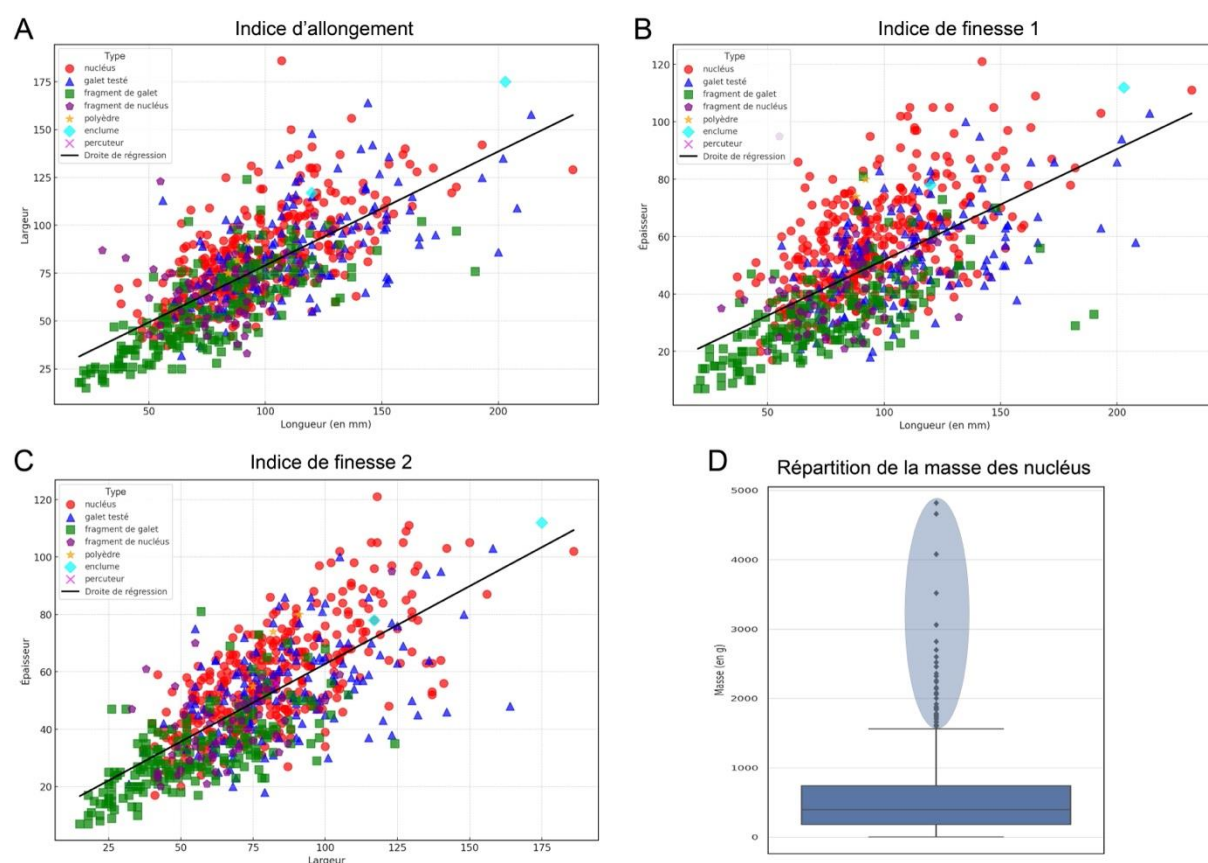 A
Indice d'allongement
Type
nucléus
galet testé
fragment de galet
fragment de nucléus
polyèdre
enclume
percuteur
Droite de régression
175
150
125
100
75
50
25
Largeur
50
100
150
200
Longueur (en mm)
B
Indice de finesse 1
Type
nucléus
galet testé
fragment de galet
fragment de nucléus
polyèdre
enclume
percuteur
Droite de régression
120
100
80
60
40
20
Épaisseur
50
100
150
200
Longueur (en mm)
C
Indice de finesse 2
Type
nucléus
galet testé
fragment de galet
fragment de nucléus
polyèdre
enclume
percuteur
Droite de régression
120
100
80
60
40
20
Épaisseur
25
50
75
100
125
150
175
Largeur
D
Répartition de la masse des nucléus
5000
4000
3000
2000
1000
0
Masse (en g)